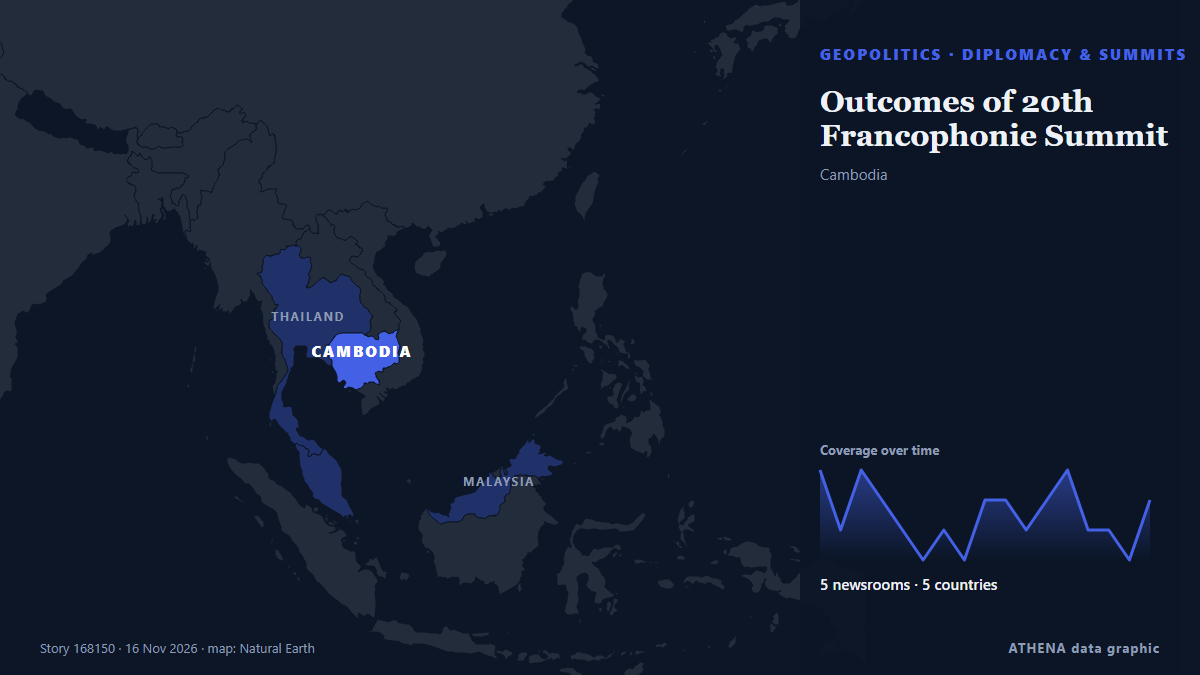 GEOPOLITICS · DIPLOMACY & SUMMITS
Outcomes of 20th
Francophonie Summit
Cambodia
THAILAND
CAMBODIA
MALAYSIA
Coverage over time
5 newsrooms · 5 countries
Story 168150 · 16 Nov 2026 · map: Natural Earth
ATHENA data graphic